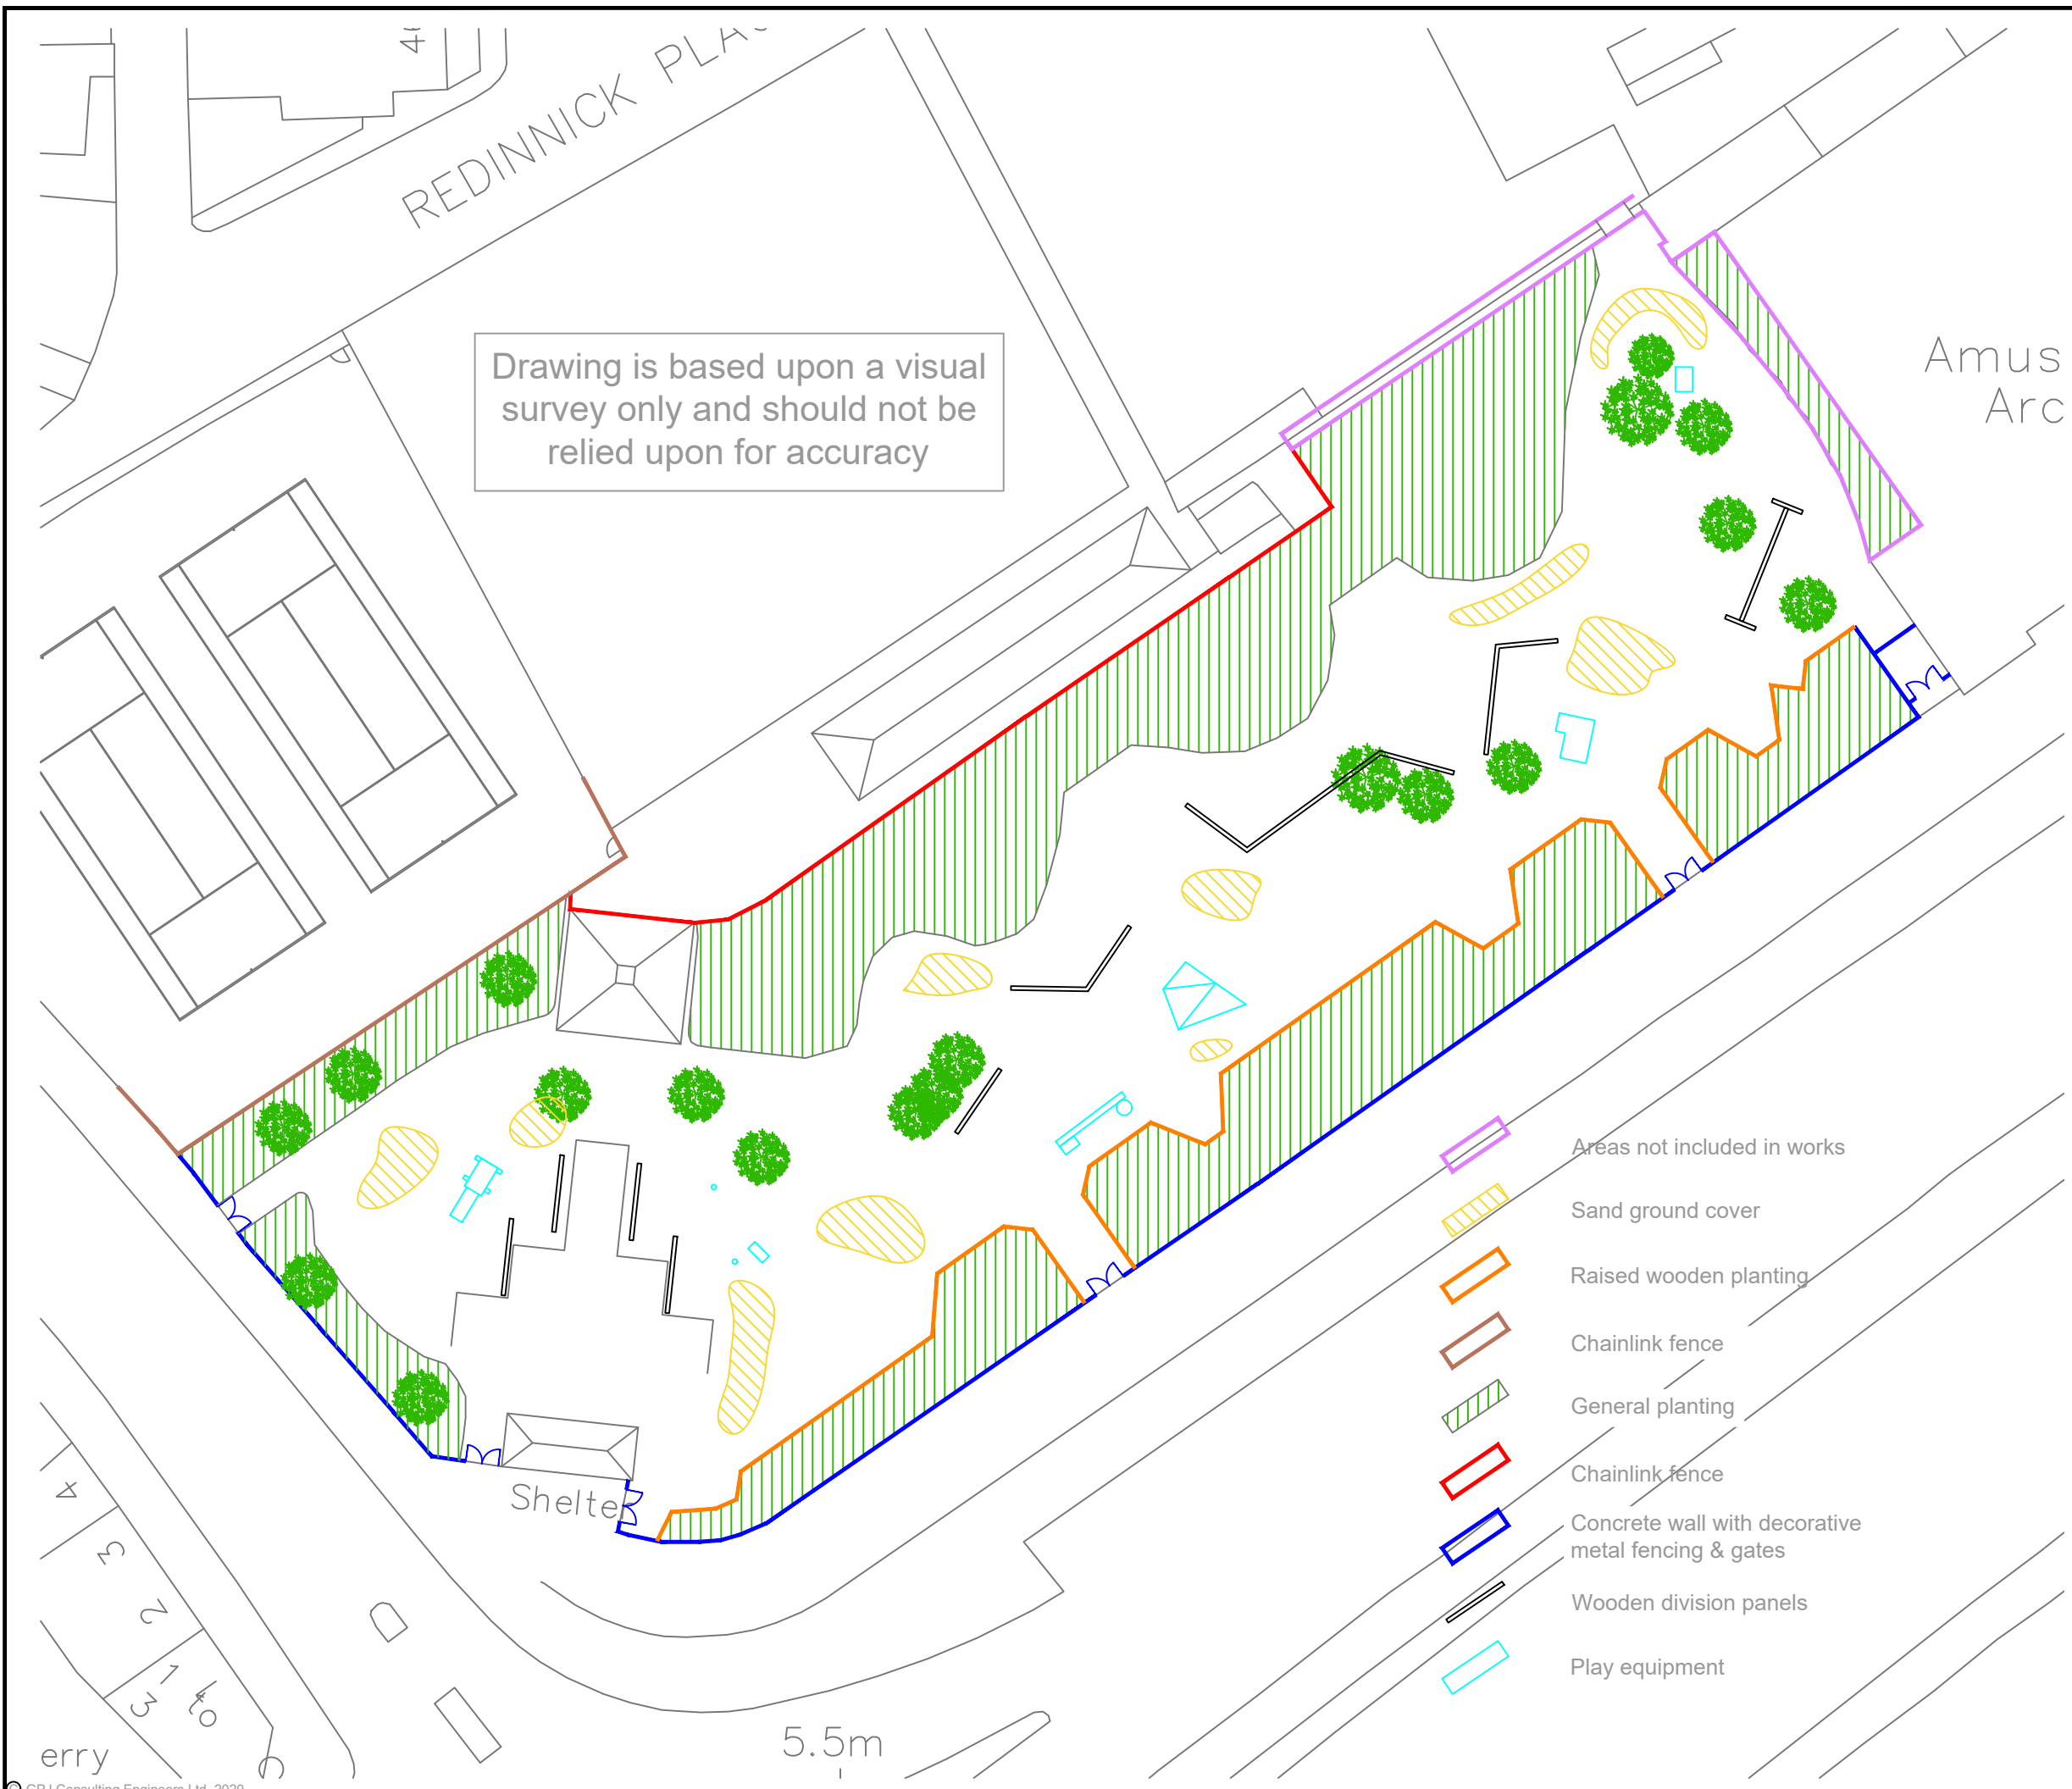 REDINNICK
Drawing is based upon a visual
survey only and should not be
relied upon for accuracy
Amus
Arc
Areas not included in works
Sand ground cover
Raised wooden planting
Chainlink fence
General planting
Chainlink fence
Concrete wall with decorative
metal fencing & gates
Wooden division panels
Play equipment
Shelter
4
3
2
1 to
3
5.5m
erry